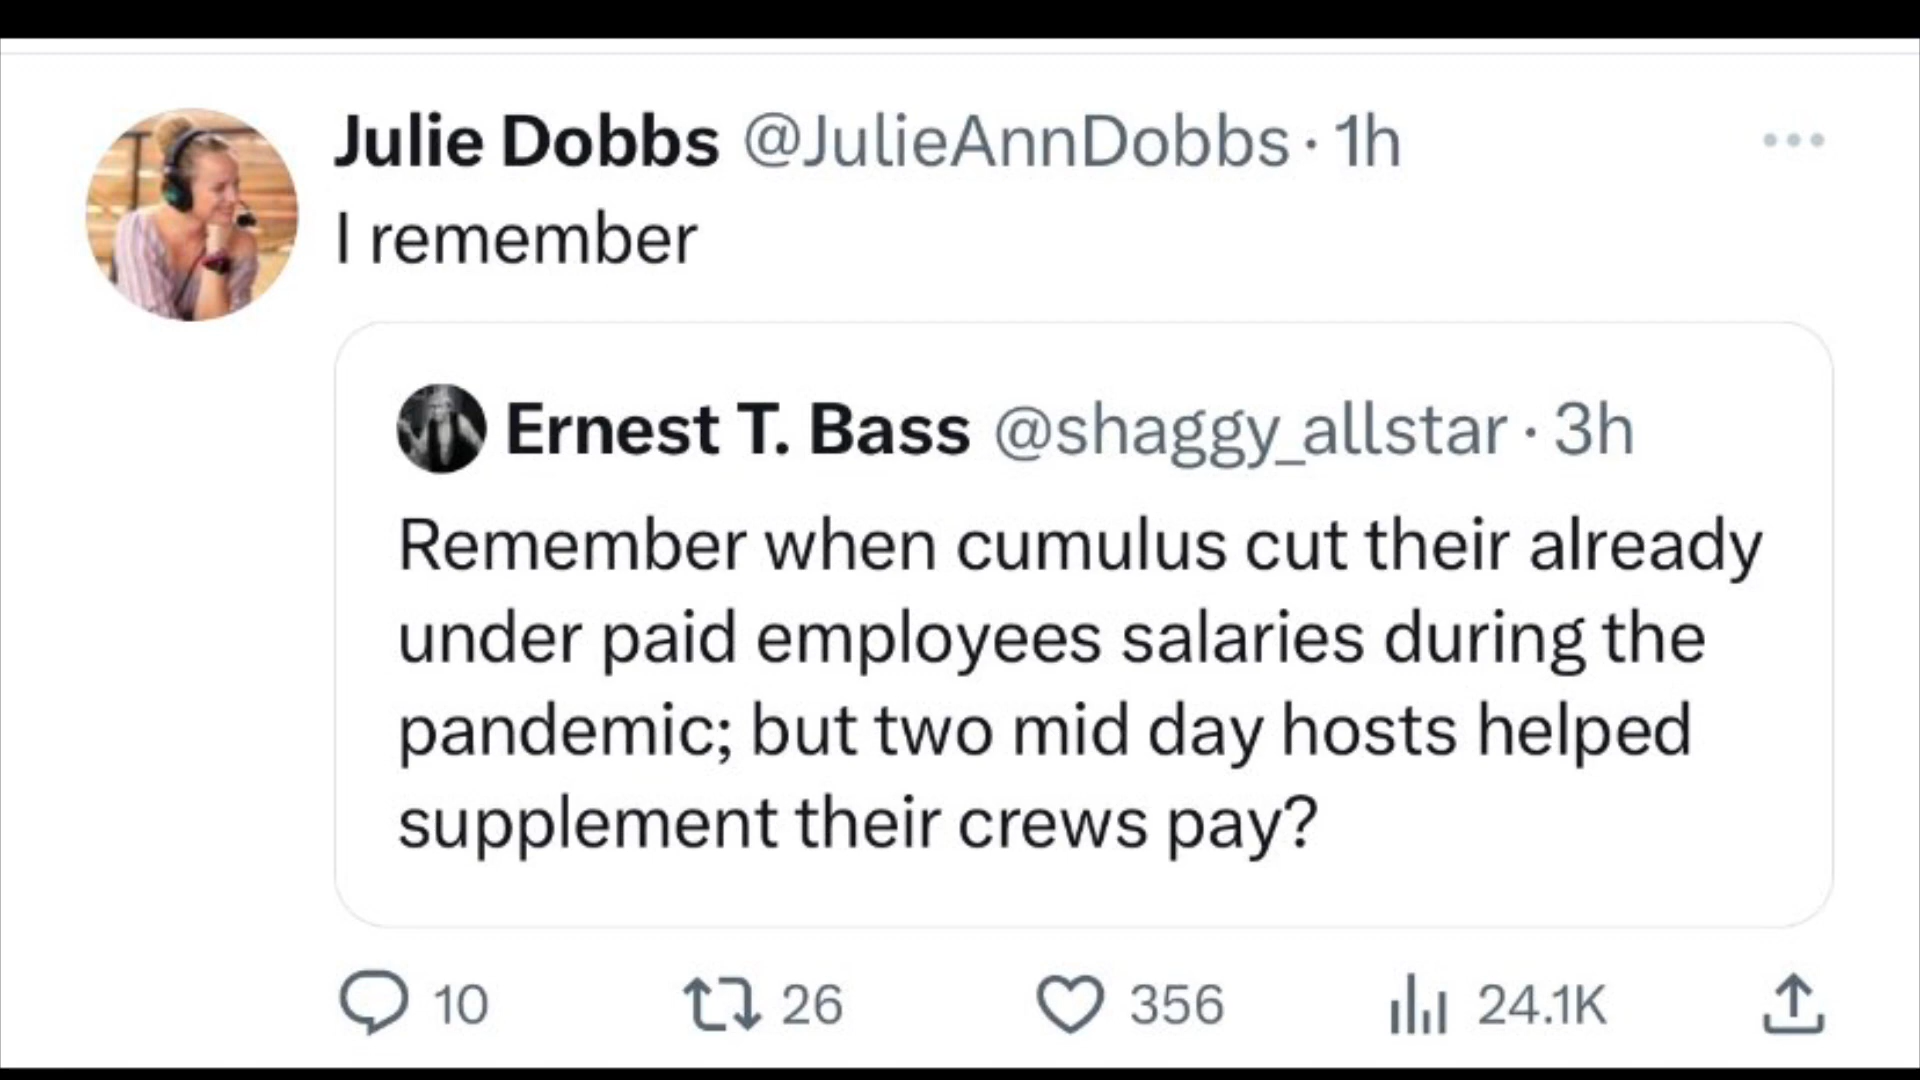 Julie Dobbs @JulieAnnDobbs · 1h
I remember
Ernest T. Bass @shaggy_allstar · 3h
Remember when cumulus cut their already
under paid employees salaries during the
pandemic; but two mid day hosts helped
supplement their crews pay?
10 26 356 24.1K